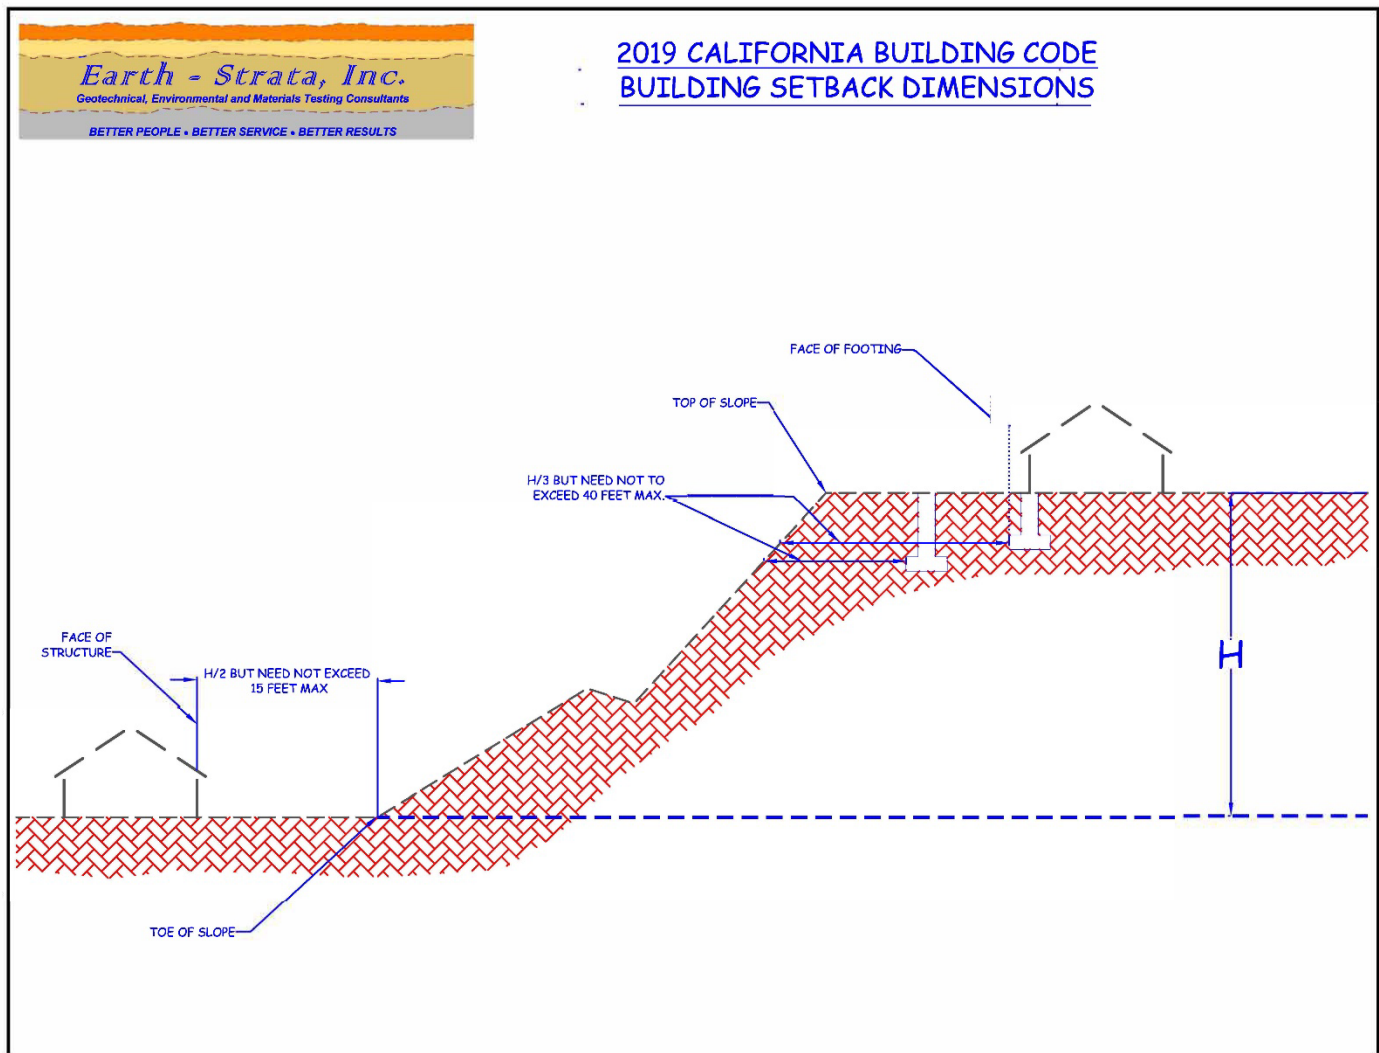 Earth - Strata, Inc.
Geotechnical, Environmental and Materials Testing Consultants
BETTER PEOPLE • BETTER SERVICE • BETTER RESULTS
2019 CALIFORNIA BUILDING CODE
BUILDING SETBACK DIMENSIONS
FACE OF FOOTING
TOP OF SLOPE
H/3 BUT NEED NOT TO
EXCEED 40 FEET MAX.
FACE OF
STRUCTURE
H/2 BUT NEED NOT EXCEED
15 FEET MAX
H
TOE OF SLOPE